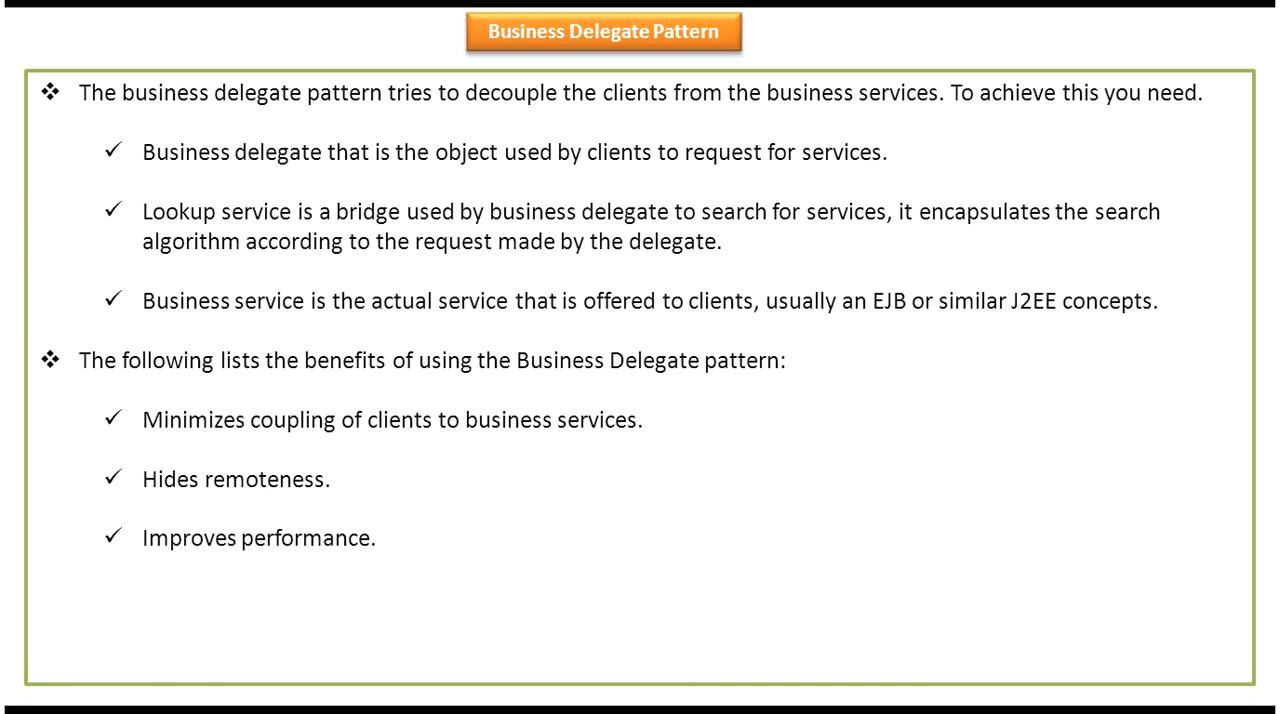 Business Delegate Pattern
❖ The business delegate pattern tries to decouple the clients from the business services. To achieve this you need.
✓ Business delegate that is the object used by clients to request for services.
✓ Lookup service is a bridge used by business delegate to search for services, it encapsulates the search
algorithm according to the request made by the delegate.
✓ Business service is the actual service that is offered to clients, usually an EJB or similar J2EE concepts.
❖ The following lists the benefits of using the Business Delegate pattern:
✓ Minimizes coupling of clients to business services.
✓ Hides remoteness.
✓ Improves performance.